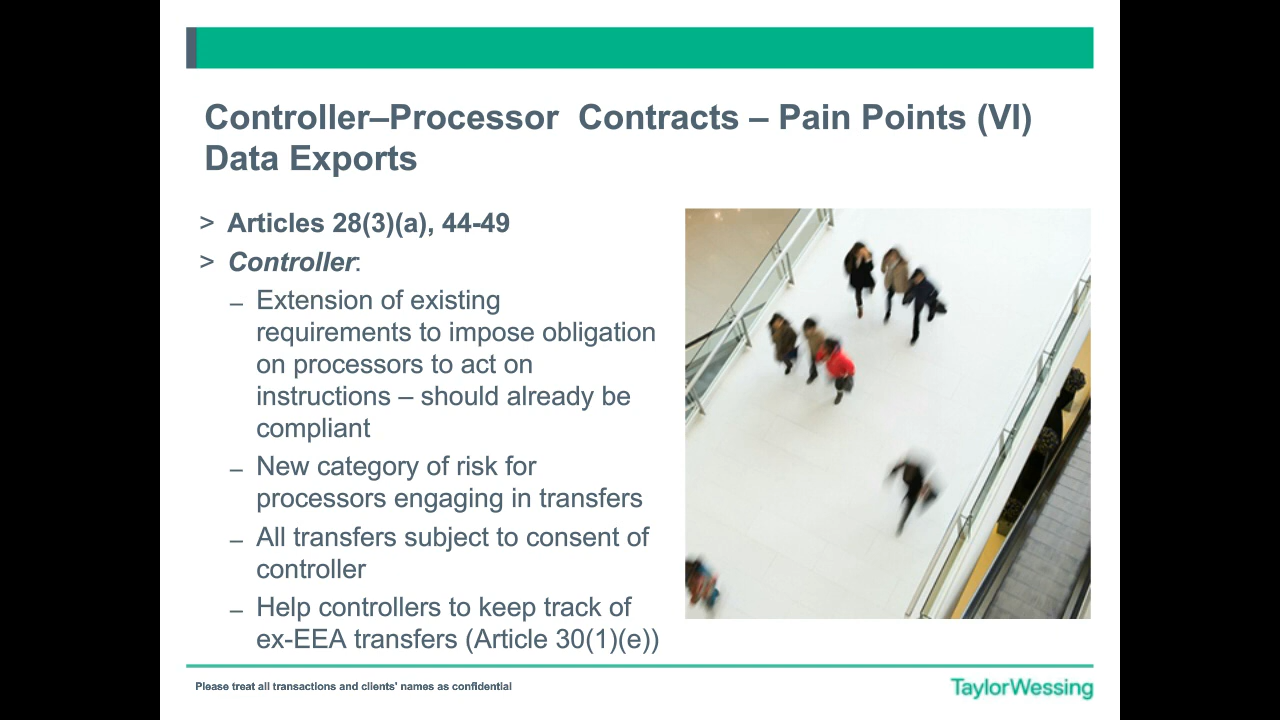 Controller–Processor Contracts – Pain Points (VI)
Data Exports
> Articles 28(3)(a), 44-49
> Controller:
– Extension of existing
requirements to impose obligation
on processors to act on
instructions – should already be
compliant
– New category of risk for
processors engaging in transfers
– All transfers subject to consent of
controller
– Help controllers to keep track of
ex-EEA transfers (Article 30(1)(e))
Please treat all transactions and clients' names as confidential
TaylorWessing